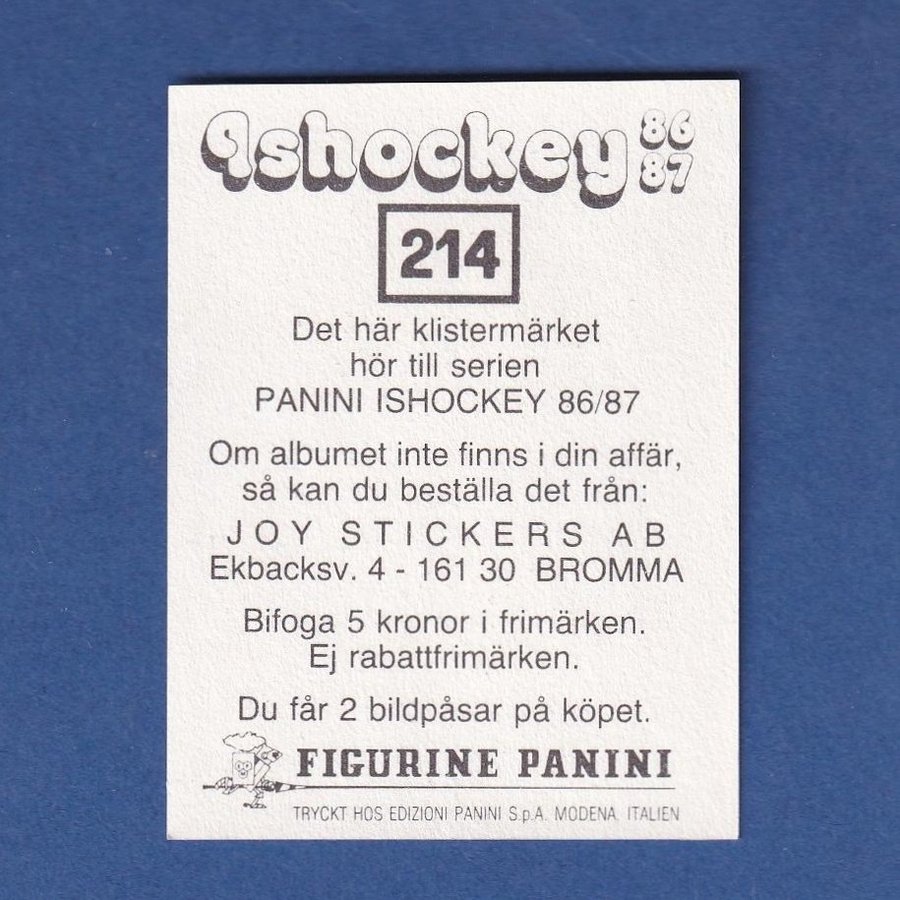 Ishockey 86
87
214
Det här klistermärket
hör till serien
PANINI ISHOCKEY 86/87
Om albumet inte finns i din affär,
så kan du beställa det från:
JOY STICKERS AB
Ekbacksv. 4 - 161 30 BROMMA
Bifoga 5 kronor i frimärken.
Ej rabattfrimärken.
Du får 2 bildpåsar på köpet.
FIGURINE PANINI
TRYCKT HOS EDIZIONI PANINI S.p.A. MODENA. ITALIEN